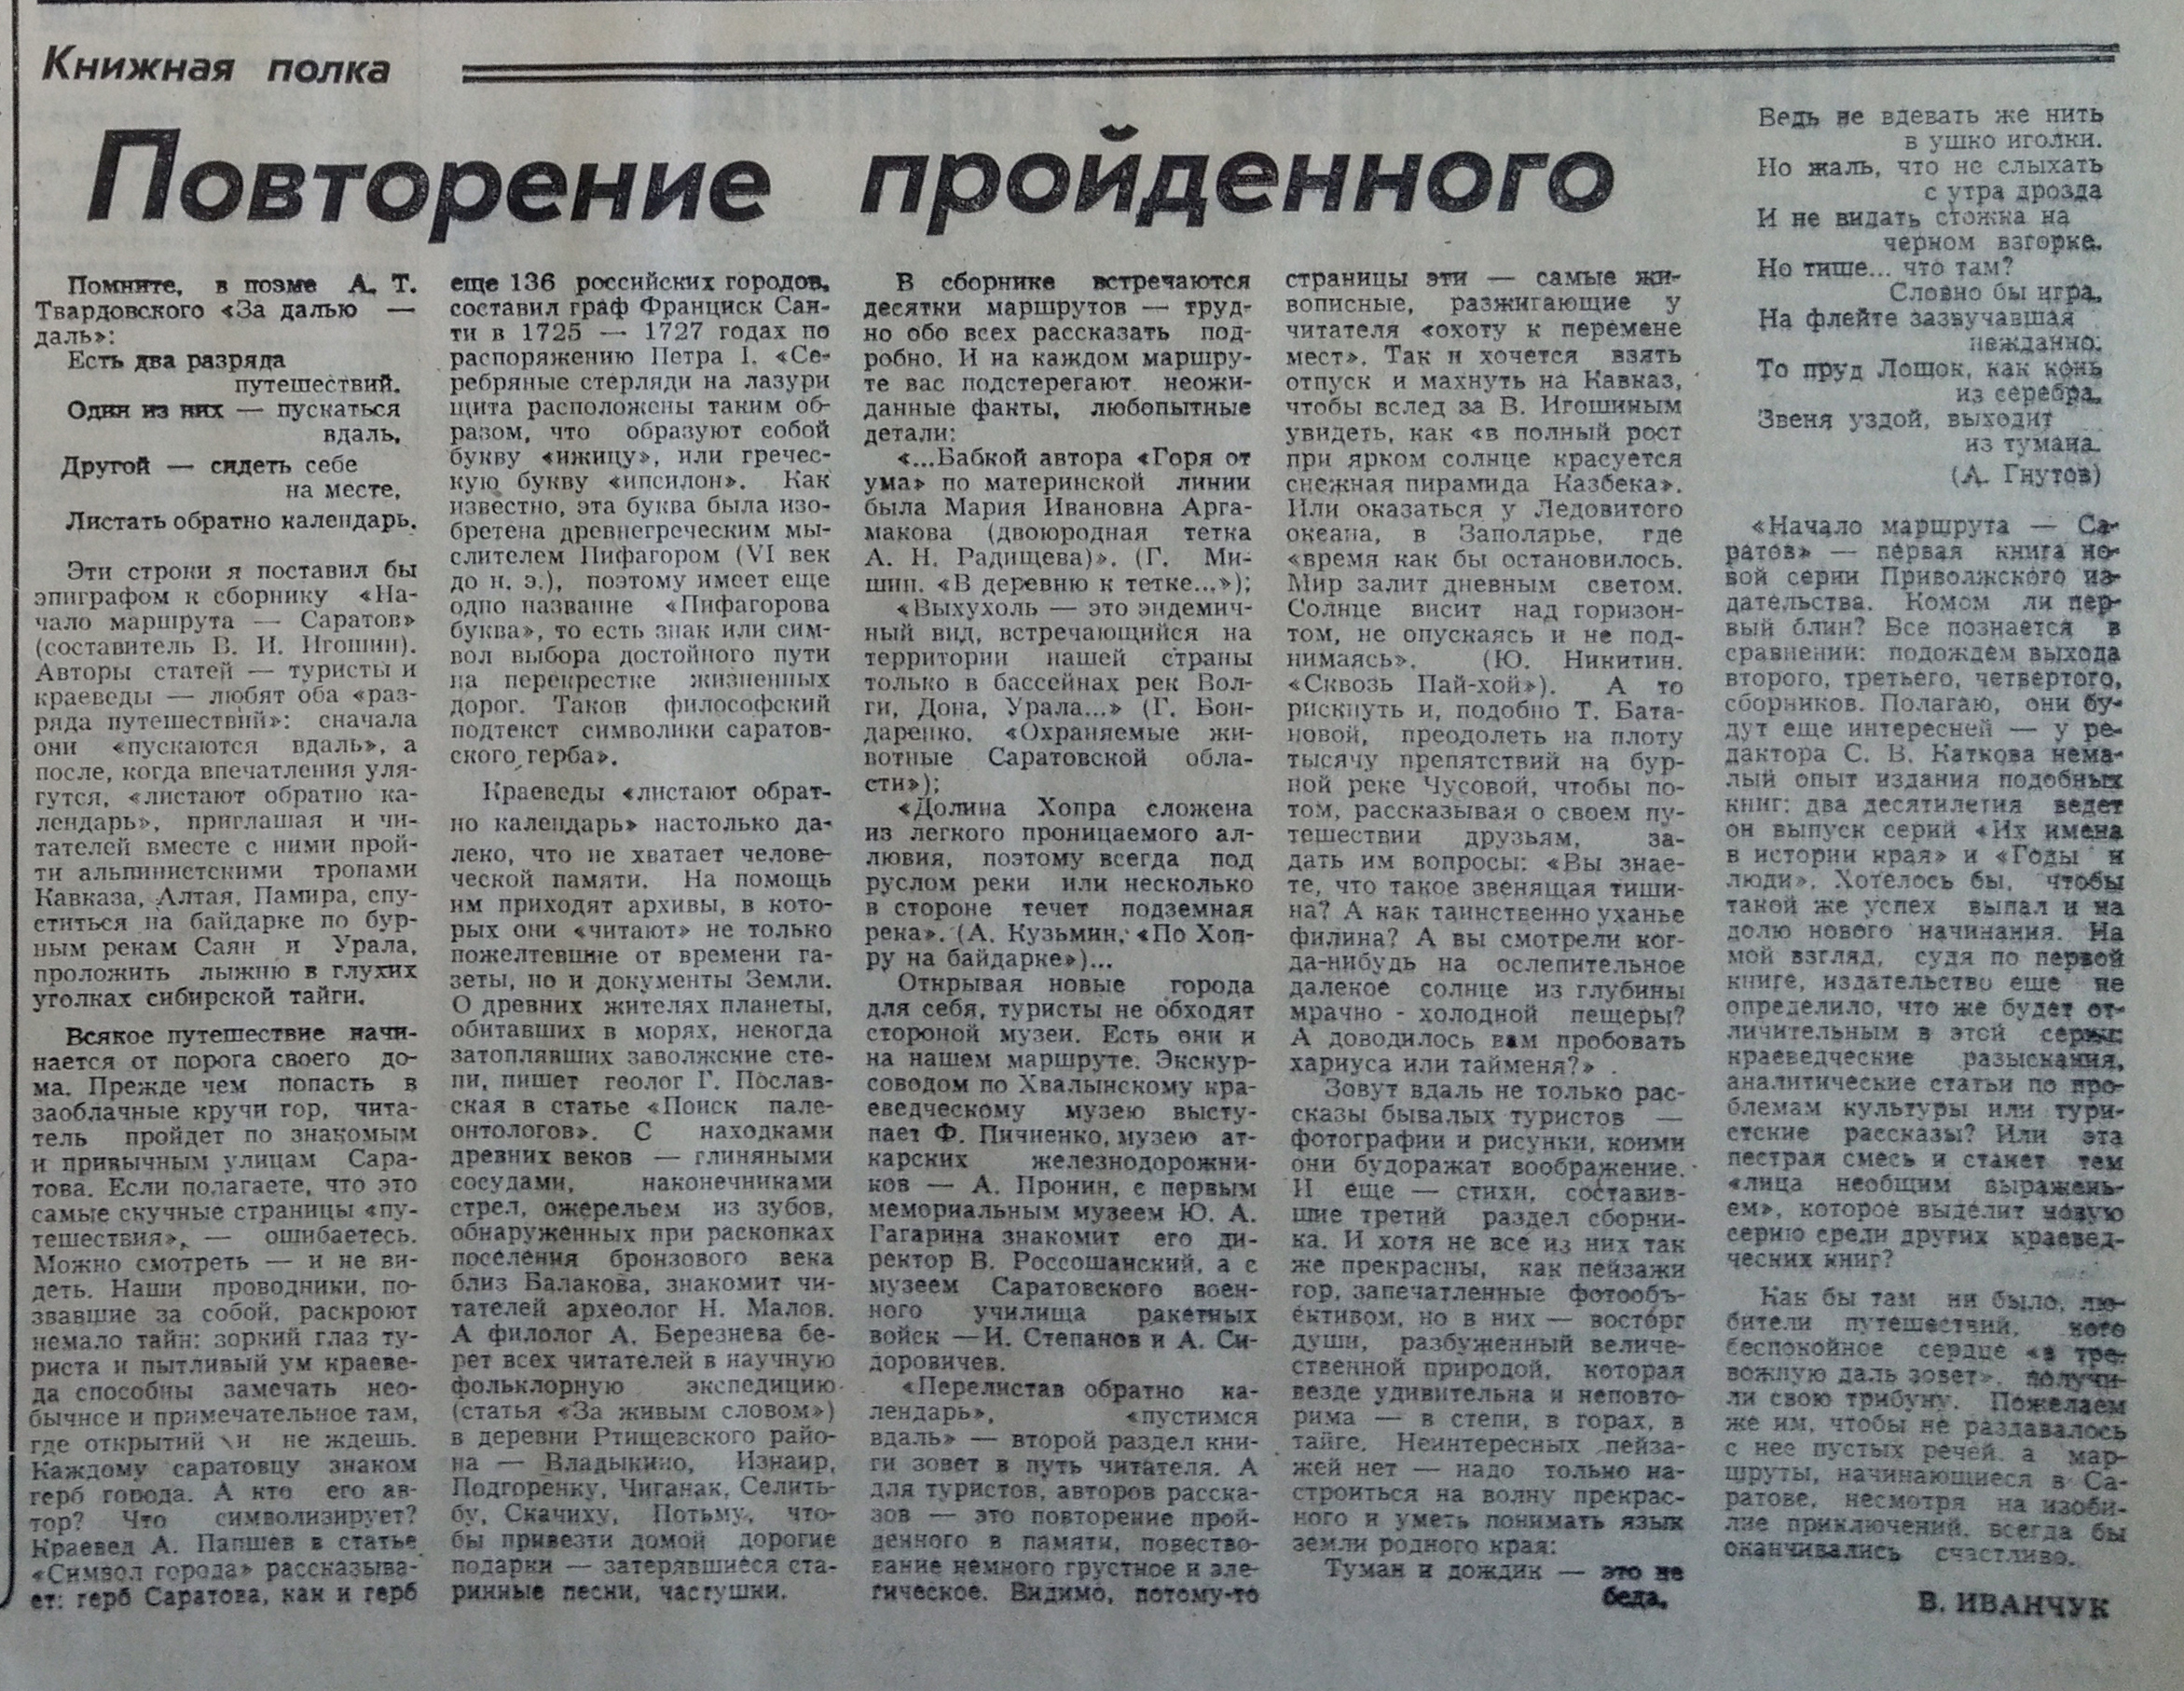 Книжная полка
Повторение пройденного
Помните, в поэме А. Т.
Твардовского «За далью —
даль»:
Есть два разряда
путешествий.
Один из них — пускаться
вдаль,
Другой — сидеть себе
на месте,
Листать обратно календарь.
Эти строки я поставил бы
эпиграфом к сборнику «На-
чало маршрута — Саратов»
(составитель В. И. Игошин).
Авторы статей — туристы и
краеведы — любят оба «раз-
ряда путешествий»: сначала
они «пускаются вдаль», а
после, когда впечатления уля-
гутся, «листают обратно ка-
лендарь», приглашая и чи-
тателей вместе с ними прой-
ти альпинистскими тропами
Кавказа, Алтая, Памира, спу-
ститься на байдарке по бур-
ным рекам Саян и Урала,
проложить лыжню в глухих
уголках сибирской тайги.
Всякое путешествие начи-
нается от порога своего до-
ма. Прежде чем попасть в
заоблачные кручи гор, чита-
тель пройдет по знакомым
и привычным улицам Сара-
това. Если полагаете, что это
самые скучные страницы «пу-
тешествия», — ошибаетесь.
Можно смотреть — и не ви-
деть. Наши проводники, по-
звавшие за собой, раскроют
немало тайн: зоркий глаз ту-
риста и пытливый ум краеве-
да способны замечать нео-
бычнсе и примечательное там,
где открытий и не ждешь.
Каждому саратовцу знаком
герб города. А кто его ав-
тор? Что символизирует?
Краевед А. Папшев в статье
«Символ города» рассказыва-
ет: герб Саратова, как и герб
еще 136 российских городов,
составил граф Франциск Сан-
ти в 1725 — 1727 годах по
распоряжению Петра I. «Се-
ребряные стерляди на лазури
щита расположены таким об-
разом, что образуют собой
букву «ижицу», или гречес-
кую букву «ипсилон». Как
известно, эта буква была изо-
бретена древнегреческим мы-
слителем Пифагором (VI век
до н. э.), поэтому имеет еще
одно название «Пифагорова
буква», то есть знак или сим-
вол выбора достойного пути
на перекрестке жизненных
дорог. Таков философский
подтекст символики саратов-
ского герба».
Краеведы «листают обрат-
но календарь» настолько да-
леко, что не хватает челове-
ческой памяти. На помощь
им приходят архивы, в кото-
рых они «читают» не только
пожелтевшие от времени га-
зеты, но и документы Земли.
О древних жителях планеты,
обитавших в морях, некогда
затоплявших заволжские сте-
пи, пишет геолог Г. Послав-
ская в статье «Поиск пале-
онтологов». С находками
древних веков — глиняными
сосудами, наконечниками
стрел, ожерельем из зубов,
обнаруженных при раскопках
поселения бронзового века
близ Балакова, знакомит чи-
тателей археолог Н. Малов.
А филолог А. Березнева бе-
рет всех читателей в научную
фольклорную экспедицию
(статья «За живым словом»)
в деревни Ртищевского райо-
на — Владыкино, Изнаир,
Подгоренку, Чиганак, Селить-
бу, Скачиху, Потьму, что-
бы привезти домой дорогие
подарки — затерявшиеся ста-
ринные песни, частушки.
В сборнике встречаются
десятки маршрутов — труд-
но обо всех рассказать под-
робно. И на каждом маршру-
те вас подстерегают неожи-
данные факты, любопытные
детали:
«...Бабкой автора «Горя от
ума» по материнской линии
была Мария Ивановна Арга-
макова (двоюродная тетка
А. Н. Радищева)». (Г. Ми-
шин. «В деревню к тетке...»);
«Выхухоль — это эндемич-
ный вид, встречающийся на
территории нашей страны
только в бассейнах рек Вол-
ги, Дона, Урала...» (Г. Бон-
даренко. «Охраняемые жи-
вотные Саратовской обла-
сти»);
«Долина Хопра сложена
из легкого проницаемого ал-
лювия, поэтому всегда под
руслом реки или несколько
в стороне течет подземная
река». (А. Кузьмин. «По Хоп-
ру на байдарке»)...
Открывая новые города
для себя, туристы не обходят
стороной музеи. Есть они и
на нашем маршруте. Экскур-
соводом по Хвалынскому кра-
еведческому музею высту-
пает Ф. Пичиенко, музею ат-
карских железнодорожни-
ков — А. Пронин, с первым
мемориальным музеем Ю. А.
Гагарина знакомит его ди-
ректор В. Россошанский, а с
музеем Саратовского воен-
ного училища ракетных
войск — И. Степанов и А. Си-
доровичев.
«Перелистав обратно ка-
лендарь», «пустимся
вдаль» — второй раздел кни-
ги зовет в путь читателя. А
для туристов, авторов расска-
зов — это повторение прой-
денного в памяти, повество-
вание немного грустное и эле-
гическое. Видимо, потому-то
страницы эти — самые жи-
вописные, разжигающие у
читателя «охоту к перемене
мест». Так и хочется взять
отпуск и махнуть на Кавказ,
чтобы вслед за В. Игошиным
увидеть, как «в полный рост
при ярком солнце красуется
снежная пирамида Казбека».
Или оказаться у Ледовитого
океана, в Заполярье, где
«время как бы остановилось.
Мир залит дневным светом.
Солнце висит над горизон-
том, не опускаясь и не под-
нимаясь». (Ю. Никитин.
«Сквозь Пай-хой»). А то
рискнуть и, подобно Т. Бата-
новой, преодолеть на плоту
тысячу препятствий на бур-
ной реке Чусовой, чтобы по-
том, рассказывая о своем пу-
тешествии друзьям, за-
дать им вопросы: «Вы знае-
те, что такое звенящая тиши-
на? А как таинственно уханье
филина? А вы смотрели ког-
да-нибудь на ослепительное
далекое солнце из глубины
мрачно - холодной пещеры?
А доводилось вам пробовать
хариуса или тайменя?».
Зовут вдаль не только рас-
сказы бывалых туристов —
фотографии и рисунки, коими
они будоражат воображение.
И еще — стихи, составив-
шие третий раздел сборни-
ка. И хотя не все из них так
же прекрасны, как пейзажи
гор, запечатленные фотообъ-
ективом, но в них — восторг
души, разбуженный величе-
ственной природой, которая
везде удивительна и неповто-
рима — в степи, в горах, в
тайге. Неинтересных пейза-
жей нет — надо только на-
строиться на волну прекрас-
ного и уметь понимать язык
земли родного края:
Туман и дождик — это не
беда,
Ведь не вдевать же нить
в ушко иголки.
Но жаль, что не слыхать
с утра дрозда
И не видать стожка на
черном взгорке.
Но тише... что там?
Словно бы игра,
На флейте зазвучавшая
нежданно:
То пруд Лошок, как конь
из серебра,
Звеня уздой, выходит
из тумана.
(А. Гнутов)
«Начало маршрута — Са-
ратов» — первая книга но-
вой серии Приволжского из-
дательства. Комом ли пер-
вый блин? Все познается в
сравнении: подождем выхода
второго, третьего, четвертого,
сборников. Полагаю, они бу-
дут еще интересней — у ре-
дактора С. В. Каткова нема-
лый опыт издания подобных
книг: два десятилетия ведет
он выпуск серий «Их имена
в истории края» и «Годы и
люди». Хотелось бы, чтобы
такой же успех выпал и на
долю нового начинания. На
мой взгляд, судя по первой
книге, издательство еще не
определило, что же будет от-
личительным в этой серии:
краеведческие разыскания,
аналитические статьи по про-
блемам культуры или тури-
стские рассказы? Или эта
пестрая смесь и станет тем
«лица необщим выражень-
ем», которое выделит новую
серию среди других краевед-
ческих книг?
Как бы там ни было, лю-
бители путешествий, кого
беспокойное сердце «в тре-
вожную даль зовет», получи-
ли свою трибуну. Пожелаем
же им, чтобы не раздавалось
с нее пустых речей, а мар-
шруты, начинающиеся в Са-
ратове, несмотря на изоби-
лие приключений, всегда бы
оканчивались счастливо.
В. ИВАНЧУК